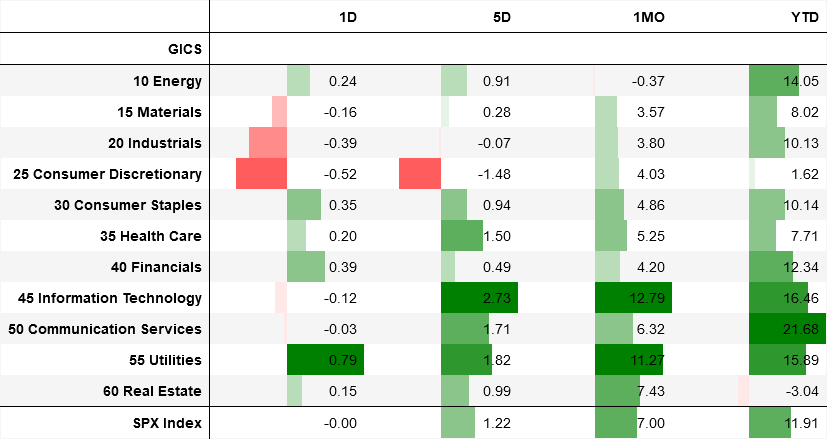 1D 5D 1MO YTD
GICS
10 Energy 0.24 0.91 -0.37 14.05
15 Materials -0.16 0.28 3.57 8.02
20 Industrials -0.39 -0.07 3.80 10.13
25 Consumer Discretionary -0.52 -1.48 4.03 1.62
30 Consumer Staples 0.35 0.94 4.86 10.14
35 Health Care 0.20 1.50 5.25 7.71
40 Financials 0.39 0.49 4.20 12.34
45 Information Technology -0.12 2.73 12.79 16.46
50 Communication Services -0.03 1.71 6.32 21.68
55 Utilities 0.79 1.82 11.27 15.89
60 Real Estate 0.15 0.99 7.43 -3.04
SPX Index -0.00 1.22 7.00 11.91